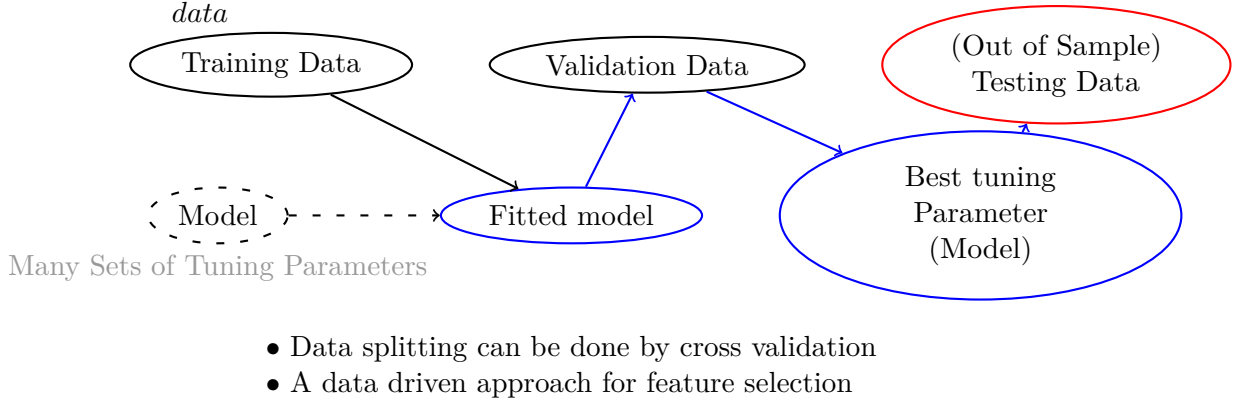 data
Training Data
Validation Data
(Out of Sample)
Testing Data
Model
Many Sets of Tuning Parameters
Fitted model
Best tuning
Parameter
(Model)
• Data splitting can be done by cross validation
• A data driven approach for feature selection